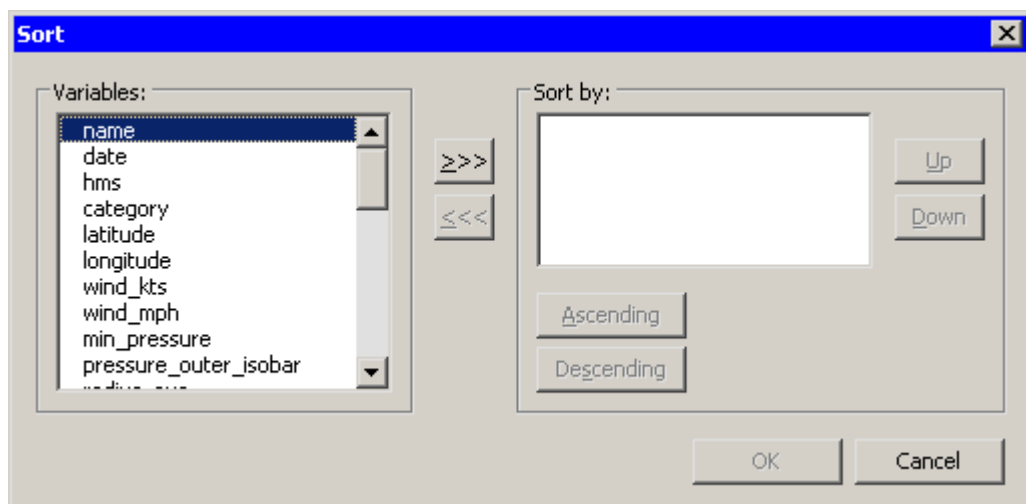 Sort
Variables:
name
date
hms
category
latitude
longitude
wind_kts
wind_mph
min_pressure
pressure_outer_isobar
>>>
<<<
Sort by:
Up
Down
Ascending
Descending
OK
Cancel